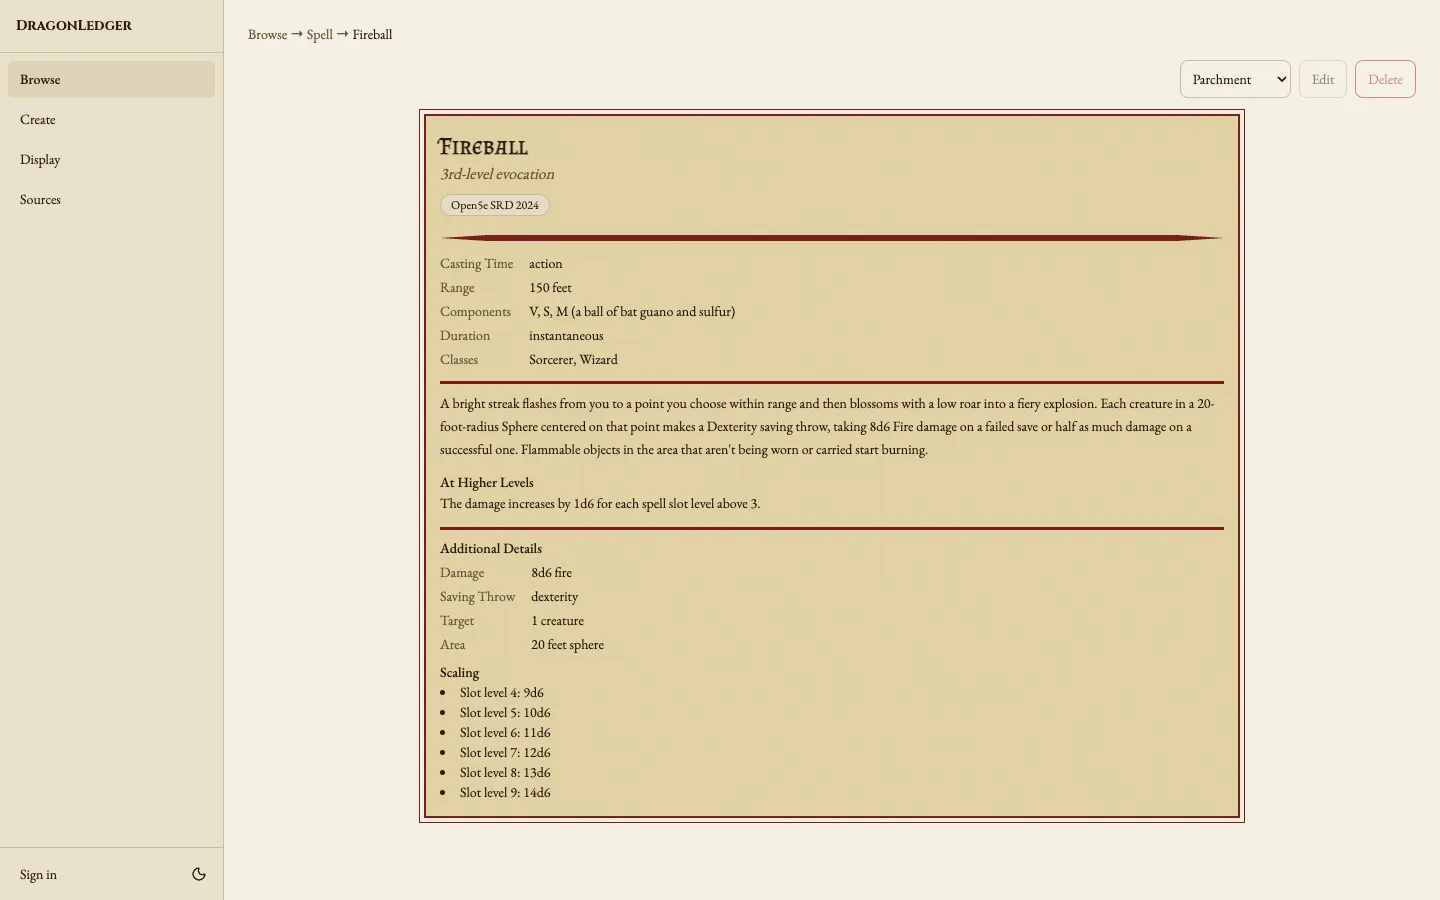 DragonLedger
Browse
Create
Display
Sources
Sign in
Browse → Spell → Fireball
Parchment
Edit
Delete
Fireball
3rd-level evocation
Open5e SRD 2024
Casting Time action
Range 150 feet
Components V, S, M (a ball of bat guano and sulfur)
Duration instantaneous
Classes Sorcerer, Wizard
A bright streak flashes from you to a point you choose within range and then blossoms with a low roar into a fiery explosion. Each creature in a 20-
foot-radius Sphere centered on that point makes a Dexterity saving throw, taking 8d6 Fire damage on a failed save or half as much damage on a
successful one. Flammable objects in the area that aren't being worn or carried start burning.
At Higher Levels
The damage increases by 1d6 for each spell slot level above 3.
Additional Details
Damage 8d6 fire
Saving Throw dexterity
Target 1 creature
Area 20 feet sphere
Scaling
• Slot level 4: 9d6
• Slot level 5: 10d6
• Slot level 6: 11d6
• Slot level 7: 12d6
• Slot level 8: 13d6
• Slot level 9: 14d6